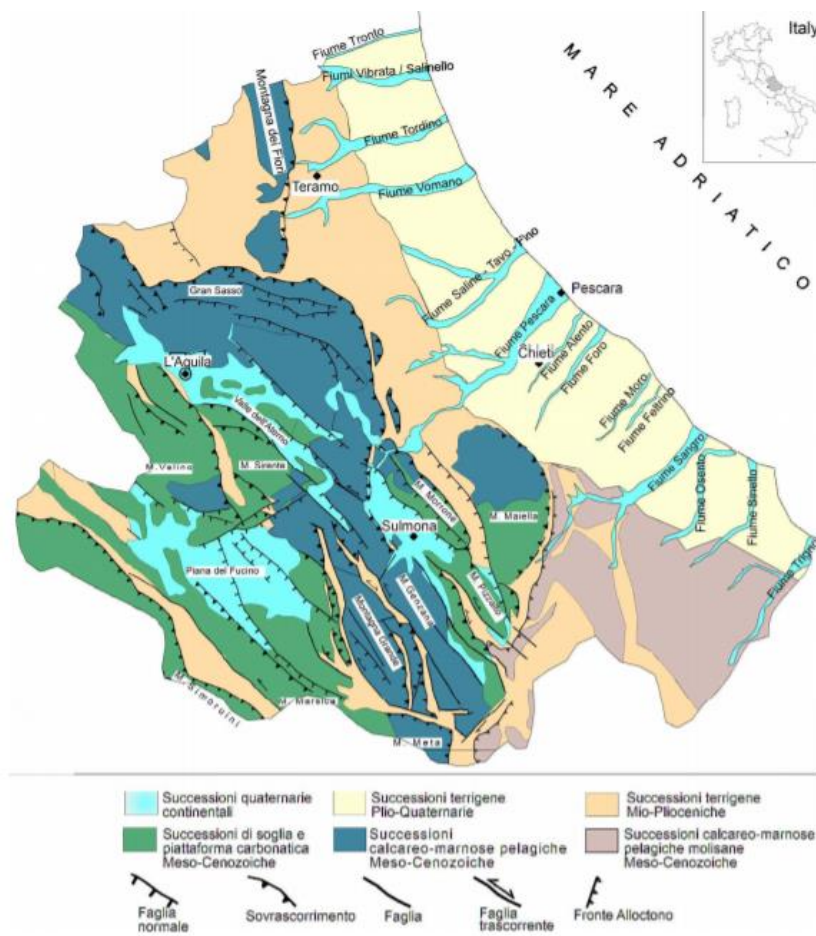 Italy
MARE ADRIATICO
Fiume Tronto
Fiumi Vibrata / Salinello
Montagna dei Fiori
Fiume Tordino
Teramo
Fiume Vomano
Gran Sasso
Fiume Saline - Tavo - Fino
Pescara
Fiume Pescara
Chieti
Fiume Alento
Fiume Foro
L'Aquila
Valle dell'Aterno
Fiume Moro
Fiume Feltrino
M. Velino
M. Sirente
M. Morrone
M. Maiella
Fiume Sangro
Fiume Osento
Fiume Sinello
Sulmona
Piana del Fucino
M. Genzana
M. Pizzalto
Montagna Grande
Fiume Trigno
M. Simbruini
M. Marsica
M. Meta
Successioni quaternarie
continentali
Successioni terrigene
Plio-Quaternarie
Successioni terrigene
Mio-Plioceniche
Successioni di soglia e
piattaforma carbonatica
Meso-Cenozoiche
Successioni
calcareo-marnose pelagiche
Meso-Cenozoiche
Successioni calcareo-marnose
pelagiche molisane
Meso-Cenozoiche
Faglia
normale
Sovrascorrimento
Faglia
Faglia
trascorrente
Fronte Alloctono